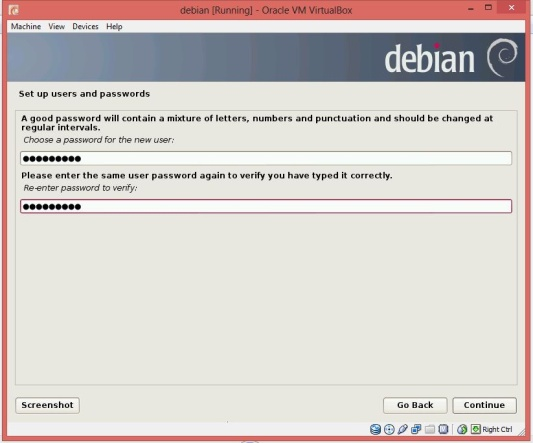 debian [Running] - Oracle VM VirtualBox
Machine View Devices Help
debian
Set up users and passwords
A good password will contain a mixture of letters, numbers and punctuation and should be changed at
regular intervals.
Choose a password for the new user:
●●●●●●●●●
Please enter the same user password again to verify you have typed it correctly.
Re-enter password to verify:
●●●●●●●●●
Screenshot
Go Back
Continue
Right Ctrl